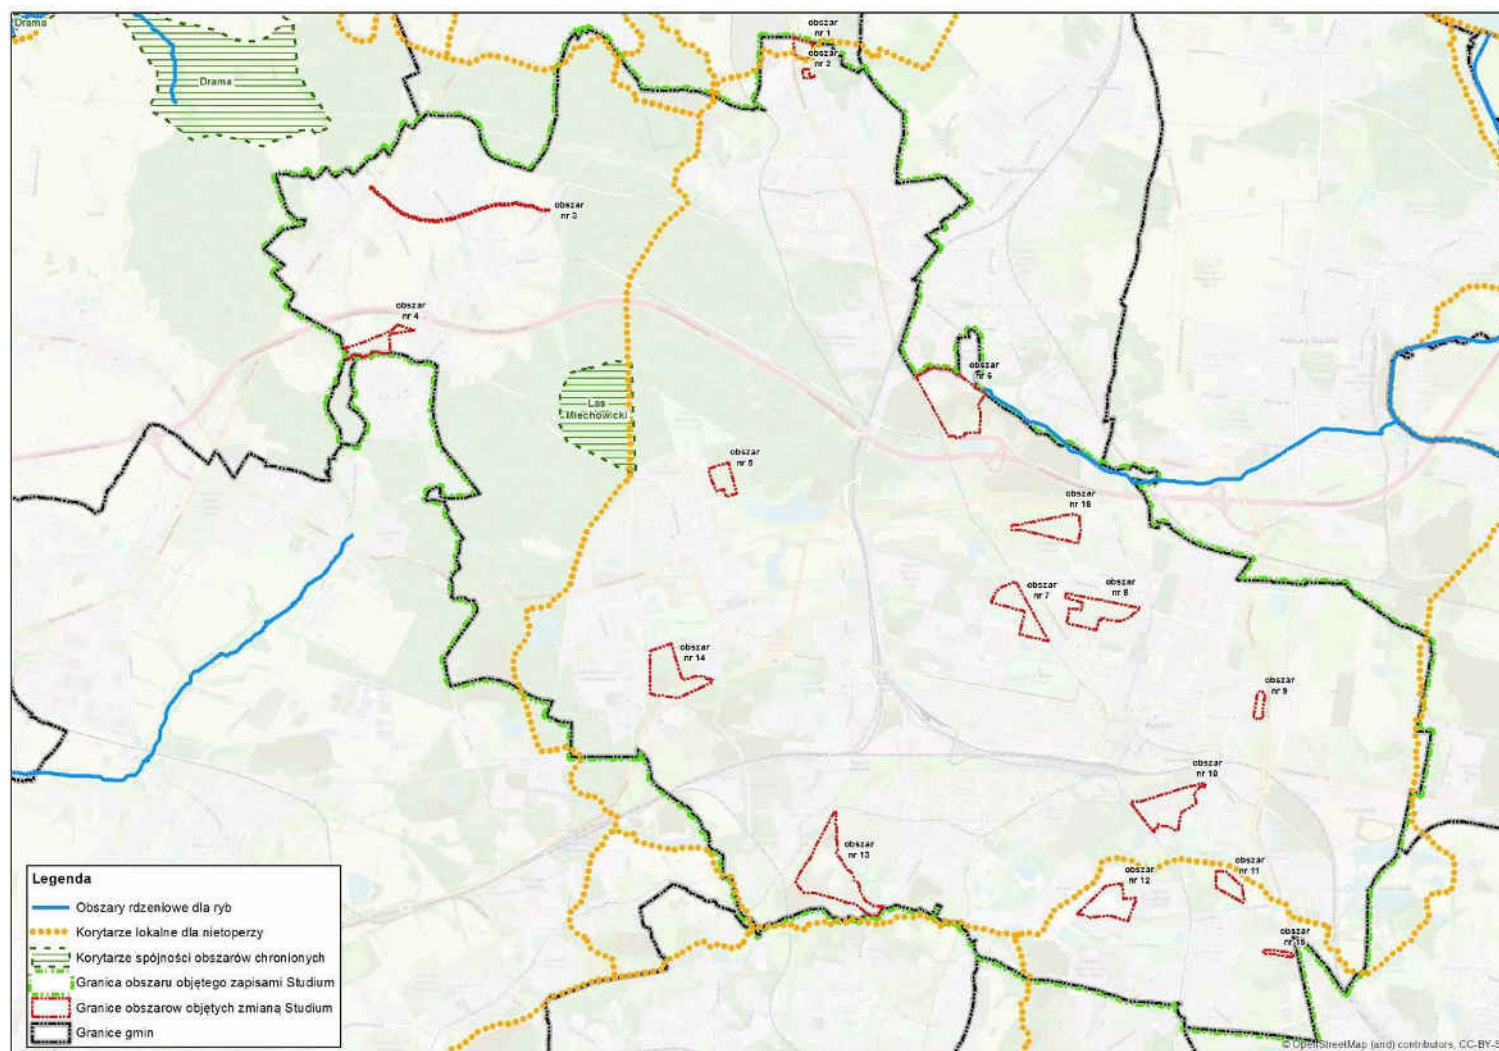 Drama
obszar
nr 1
obszar
nr 2
Drama
obszar
nr 3
obszar
nr 4
obszar
nr 6
Las
Miechowicki
obszar
nr 5
obszar
nr 16
obszar
nr 7
obszar
nr 8
obszar
nr 14
obszar
nr 9
obszar
nr 10
obszar
nr 13
obszar
nr 12
obszar
nr 11
obszar
nr 15
Legenda
Obszary rdzeniowe dla ryb
Korytarze lokalne dla nietoperzy
Korytarze spójności obszarów chronionych
Granica obszaru objętego zapisami Studium
Granice obszarow objętych zmianą Studium
Granice gmin
© OpenStreetMap (and) contributors, CC-BY-S